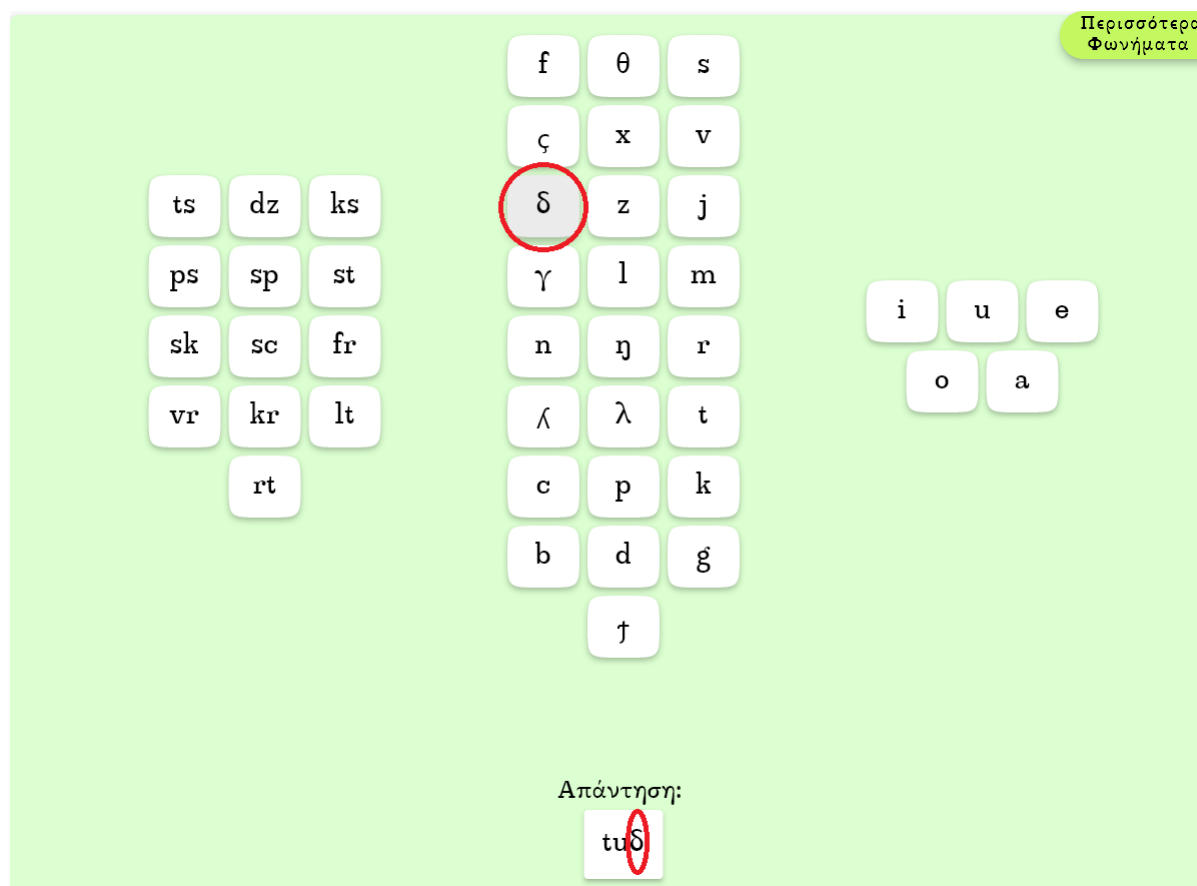 Περισσότερα
Φωνήματα
f θ s
ς x v
δ z j
γ l m
n ŋ r
ʎ λ t
c p k
b d g
ɟ
ts dz ks
ps sp st
sk sc fr
vr kr lt
rt
i u e
o a
Απάντηση:
tuδ